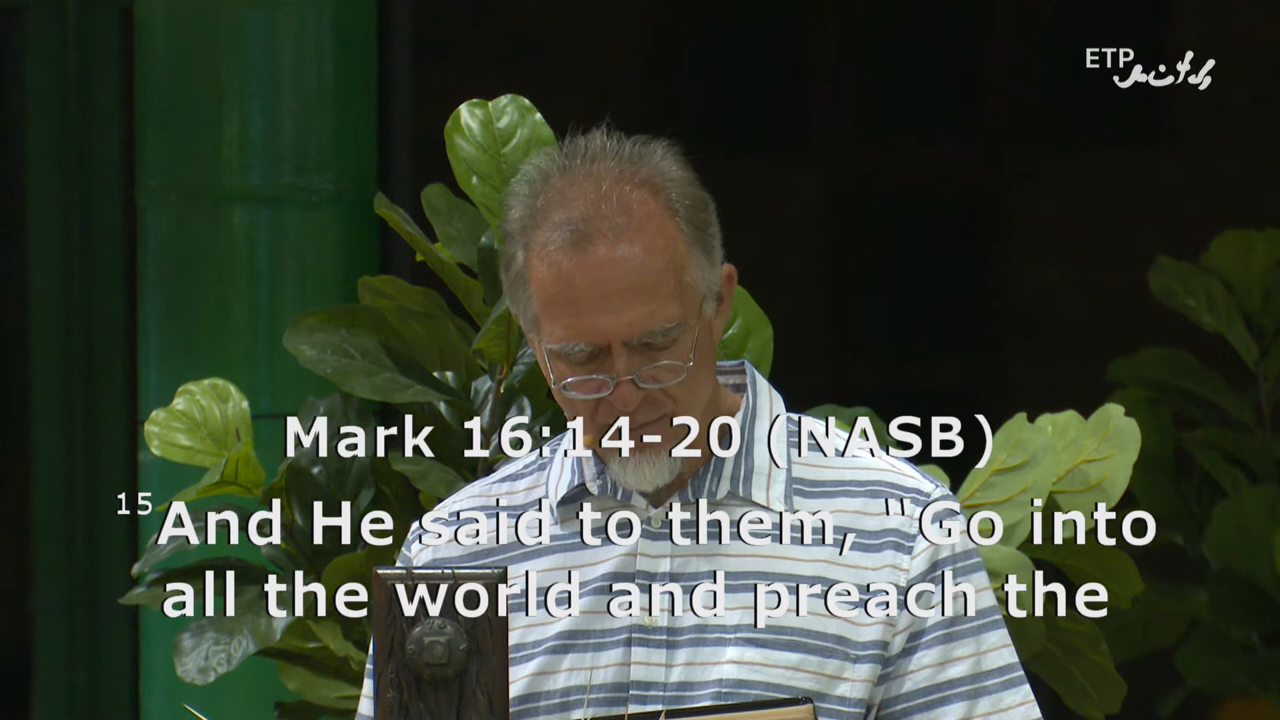 ETP
Mark 16:14-20 (NASB)
15 And He said to them, "Go into
all the world and preach the